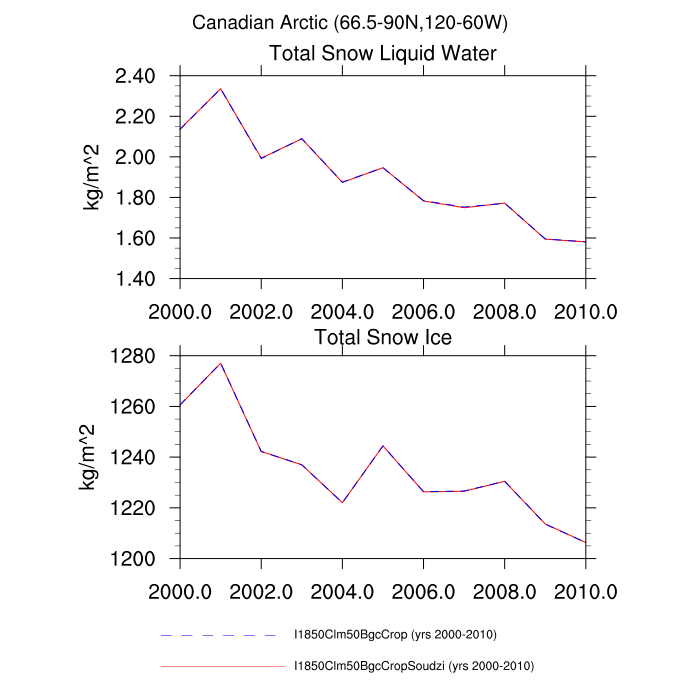 Canadian Arctic (66.5-90N,120-60W)
Total Snow Liquid Water
2.40
2.20
2.00
1.80
1.60
1.40
kg/m^2
2000.0 2002.0 2004.0 2006.0 2008.0 2010.0
Total Snow Ice
1280
1260
1240
1220
1200
kg/m^2
2000.0 2002.0 2004.0 2006.0 2008.0 2010.0
I1850Clm50BgcCrop (yrs 2000-2010)
I1850Clm50BgcCropSoudzi (yrs 2000-2010)